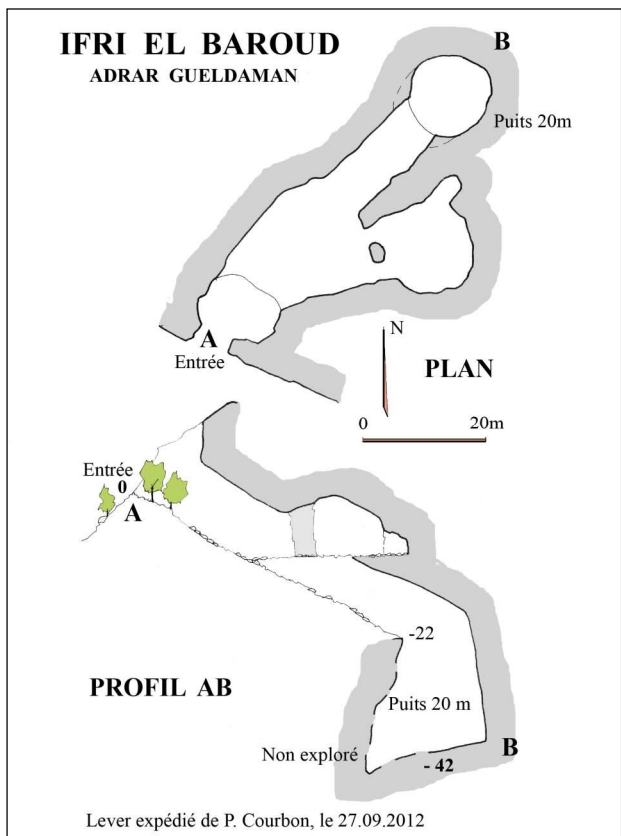 IFRI EL BAROUD
ADRAR GUELDAMAN
B
Puits 20m
A
Entrée
N
PLAN
0 20m
Entrée
0
A
-22
PROFIL AB
Puits 20 m
Non exploré
B
- 42
Lever expédié de P. Courbon, le 27.09.2012